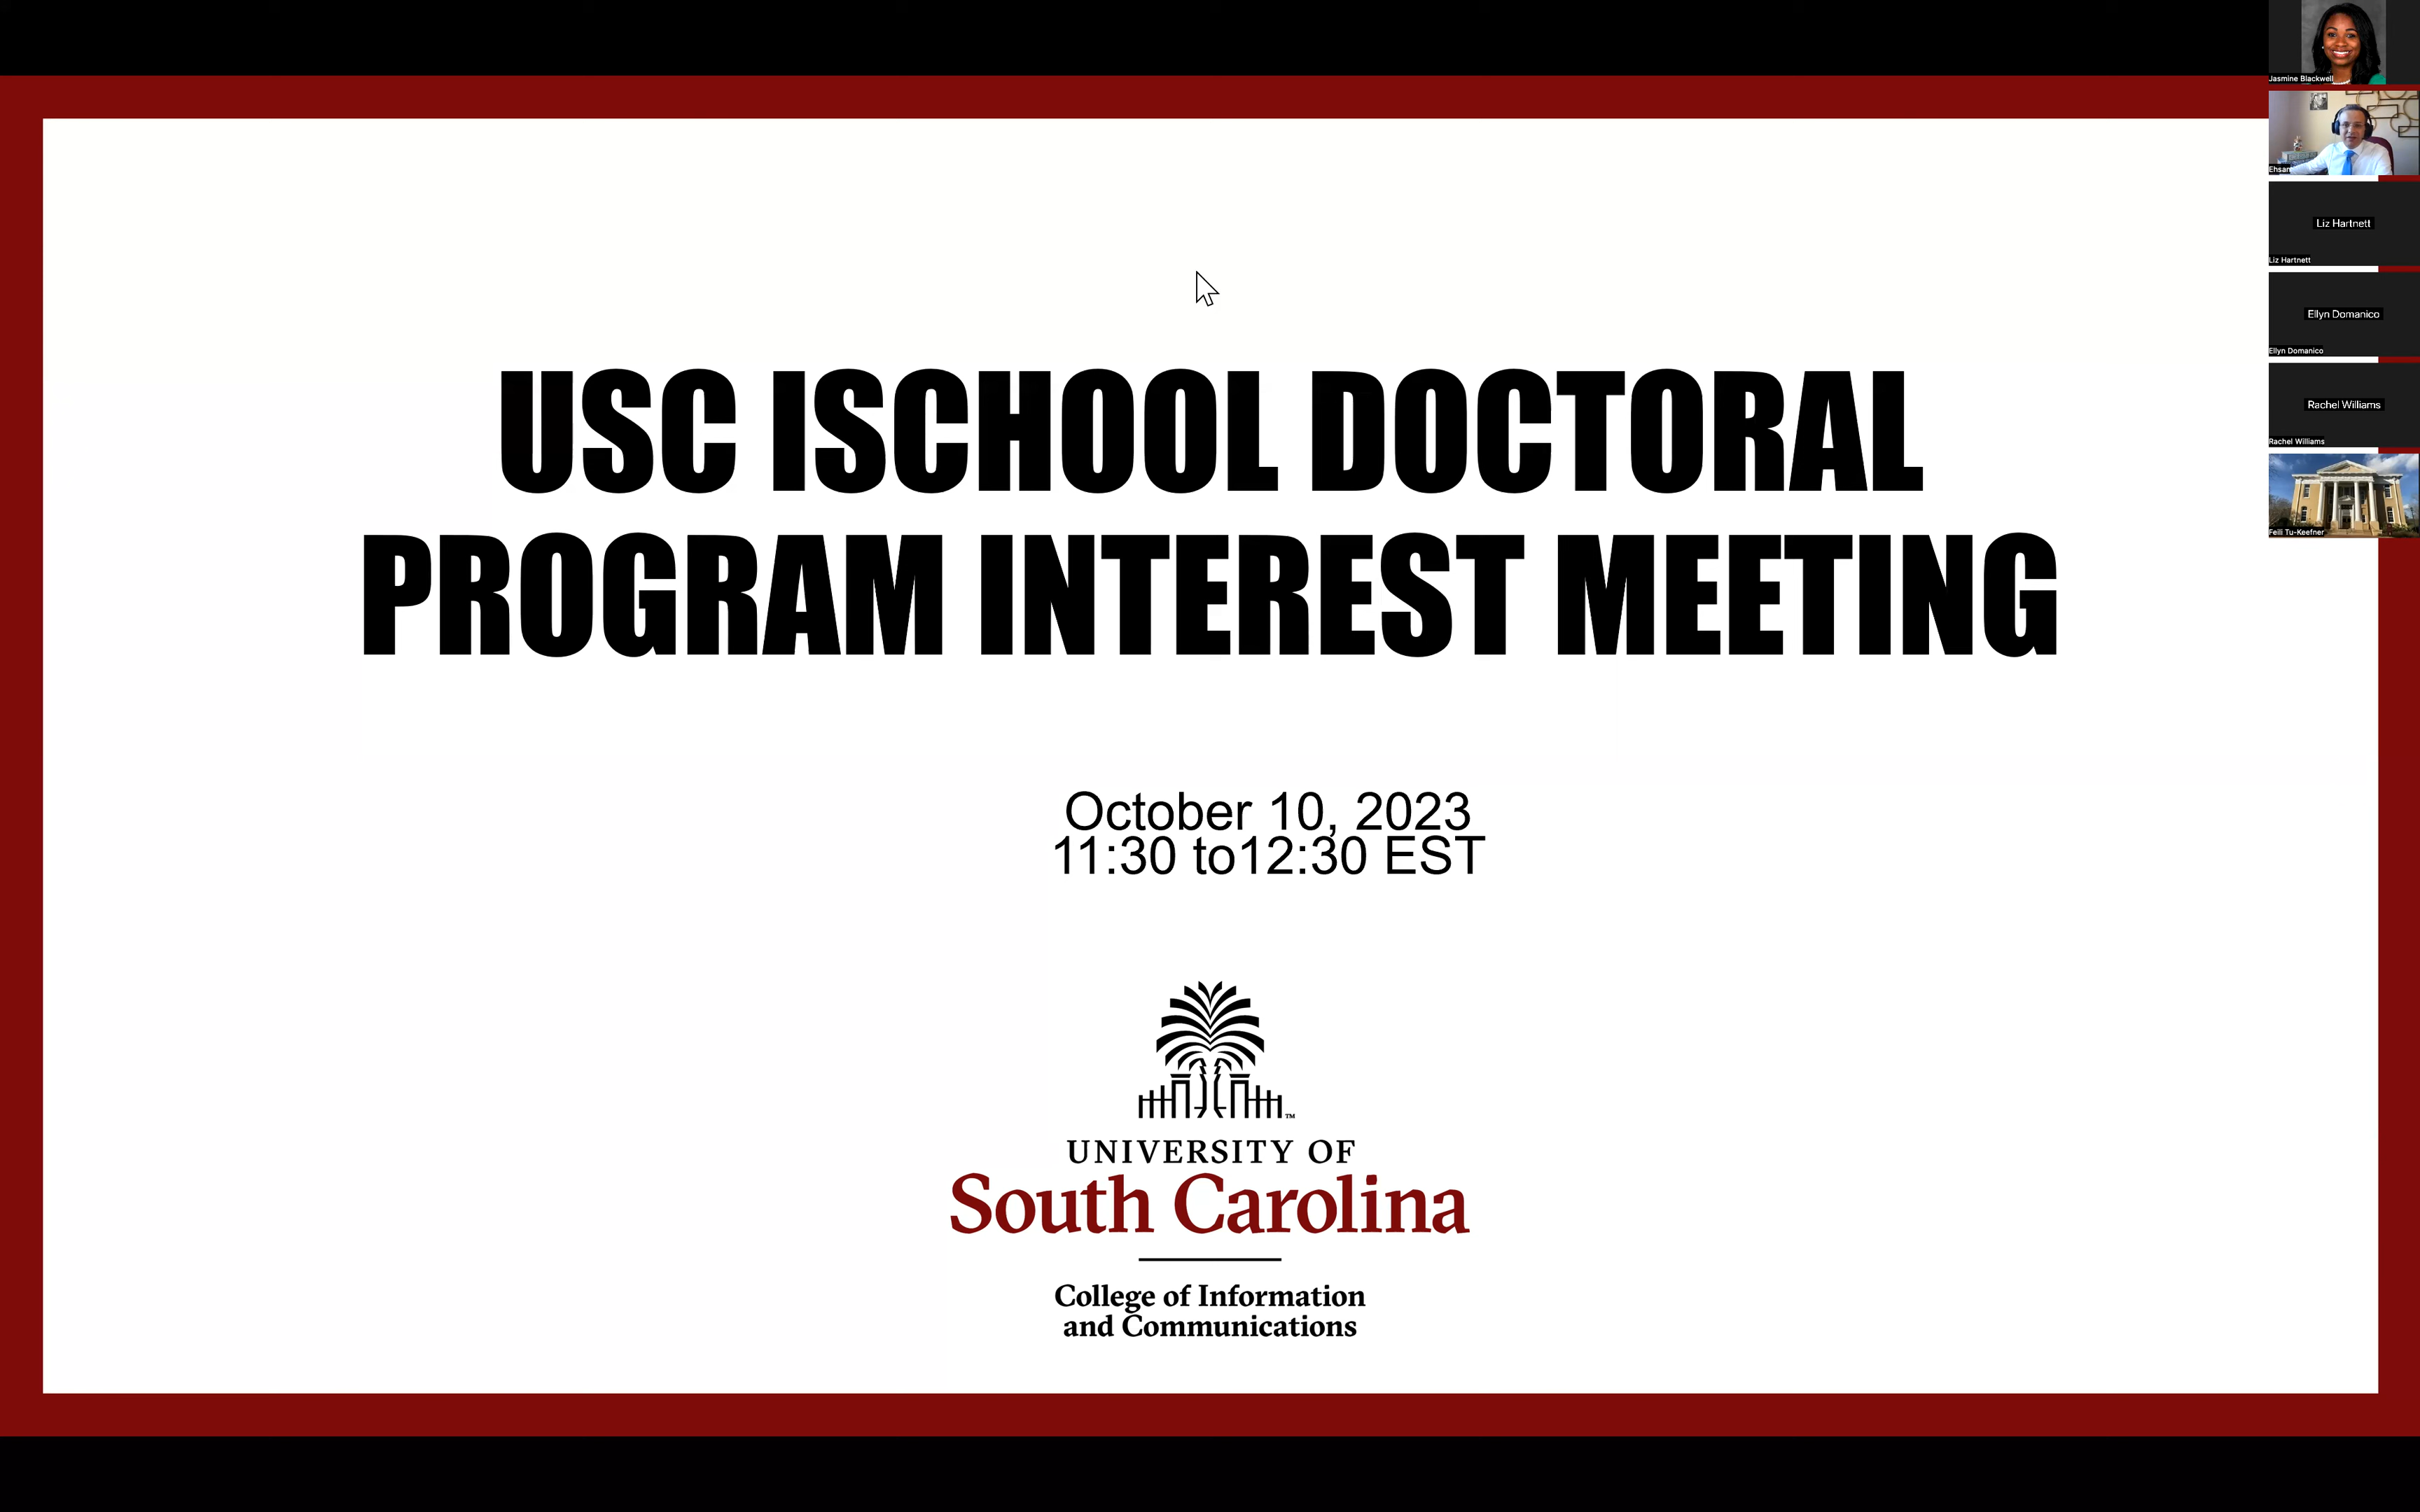 USC ISCHOOL DOCTORAL
PROGRAM INTEREST MEETING
October 10, 2023
11:30 to12:30 EST
TM
UNIVERSITY OF
South Carolina
College of Information
and Communications
Jasmine Blackwell
Ehsan
Liz Hartnett
Liz Hartnett
Ellyn Domanico
Ellyn Domanico
Rachel Williams
Rachel Williams
Feili Tu-Keefner